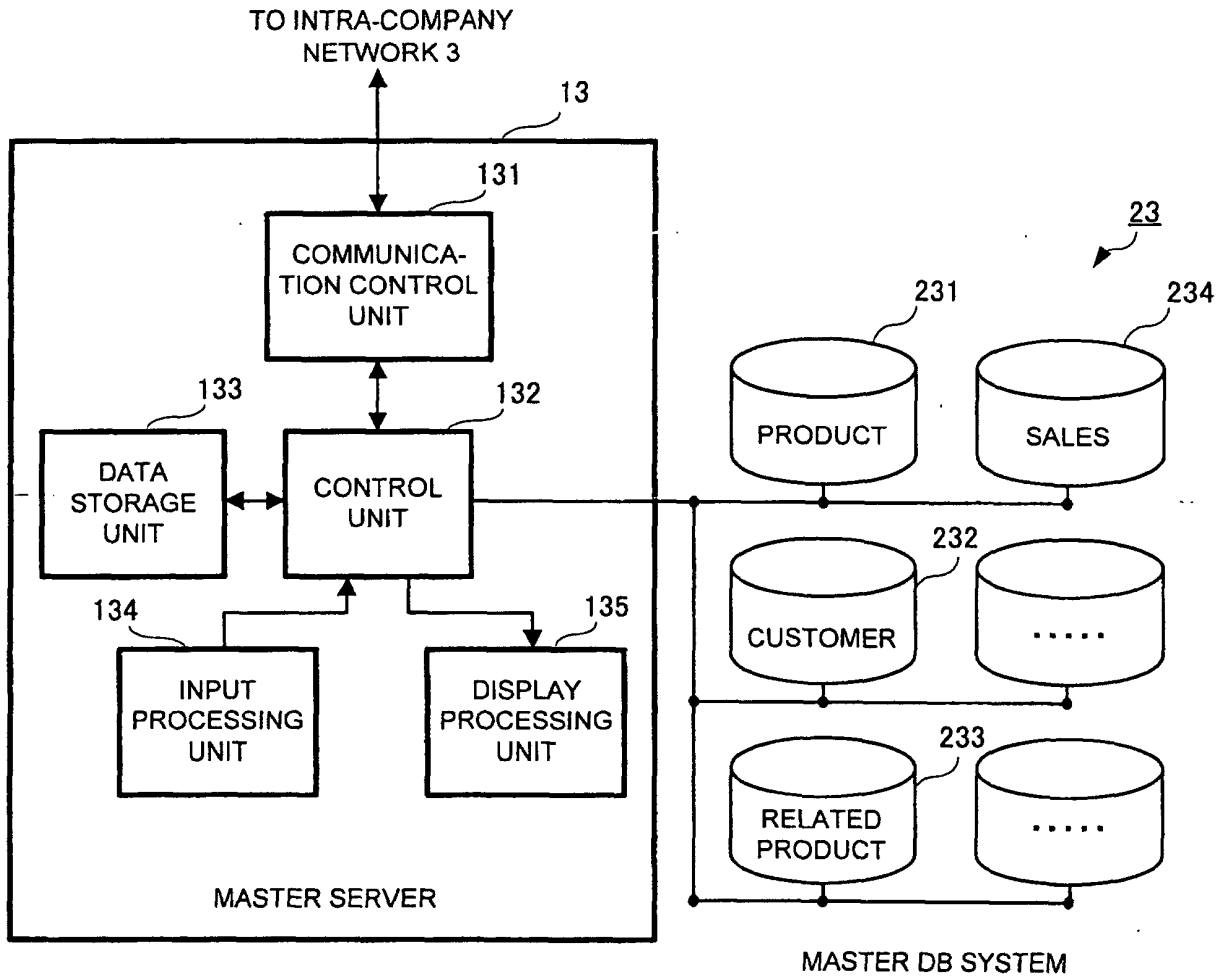 TO INTRA-COMPANY
NETWORK 3
13
131
COMMUNICA-
TION CONTROL
UNIT
133
DATA
STORAGE
UNIT
132
CONTROL
UNIT
134
INPUT
PROCESSING
UNIT
135
DISPLAY
PROCESSING
UNIT
MASTER SERVER
23
231
PRODUCT
234
SALES
232
CUSTOMER
.....
233
RELATED
PRODUCT
.....
MASTER DB SYSTEM